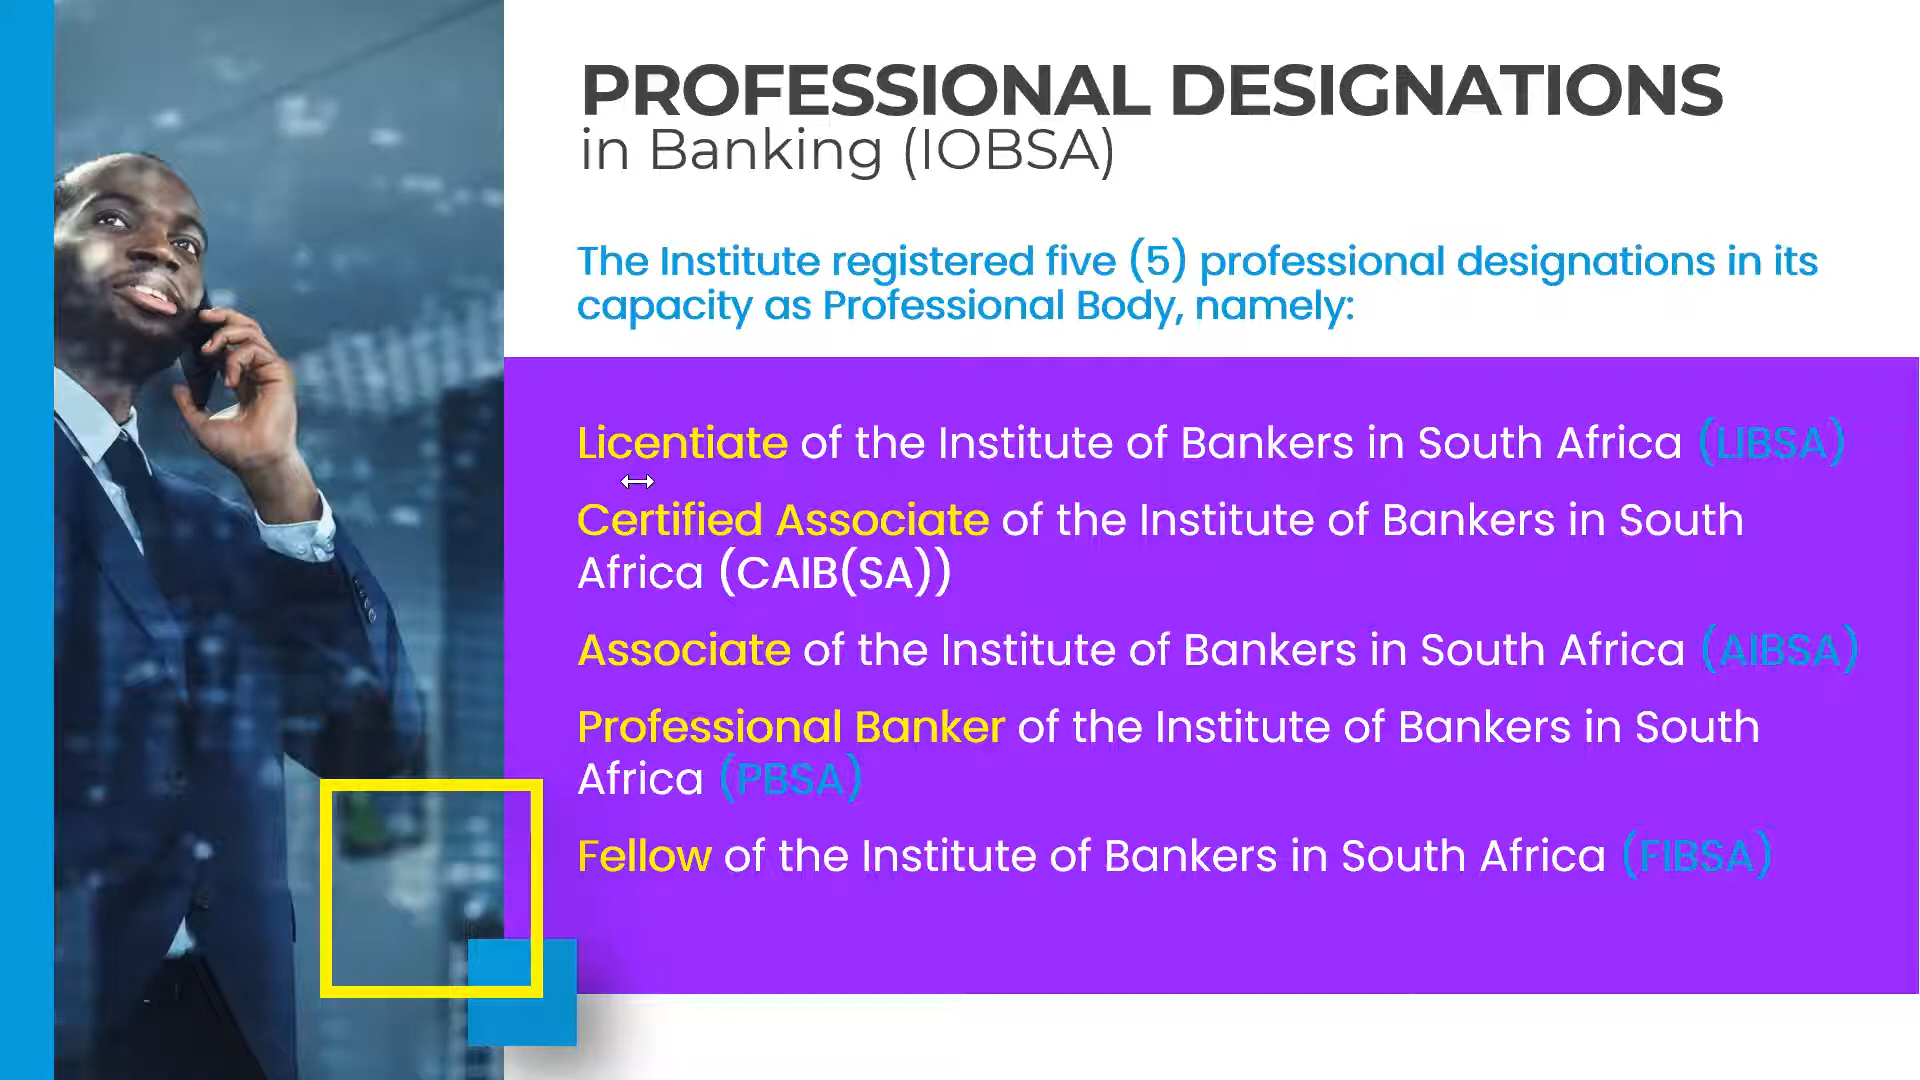 PROFESSIONAL DESIGNATIONS
in Banking (IOBSA)
The Institute registered five (5) professional designations in its
capacity as Professional Body, namely:
Licentiate of the Institute of Bankers in South Africa (LIBSA)
Certified Associate of the Institute of Bankers in South
Africa (CAIB(SA))
Associate of the Institute of Bankers in South Africa (AIBSA)
Professional Banker of the Institute of Bankers in South
Africa (PBSA)
Fellow of the Institute of Bankers in South Africa (FIBSA)